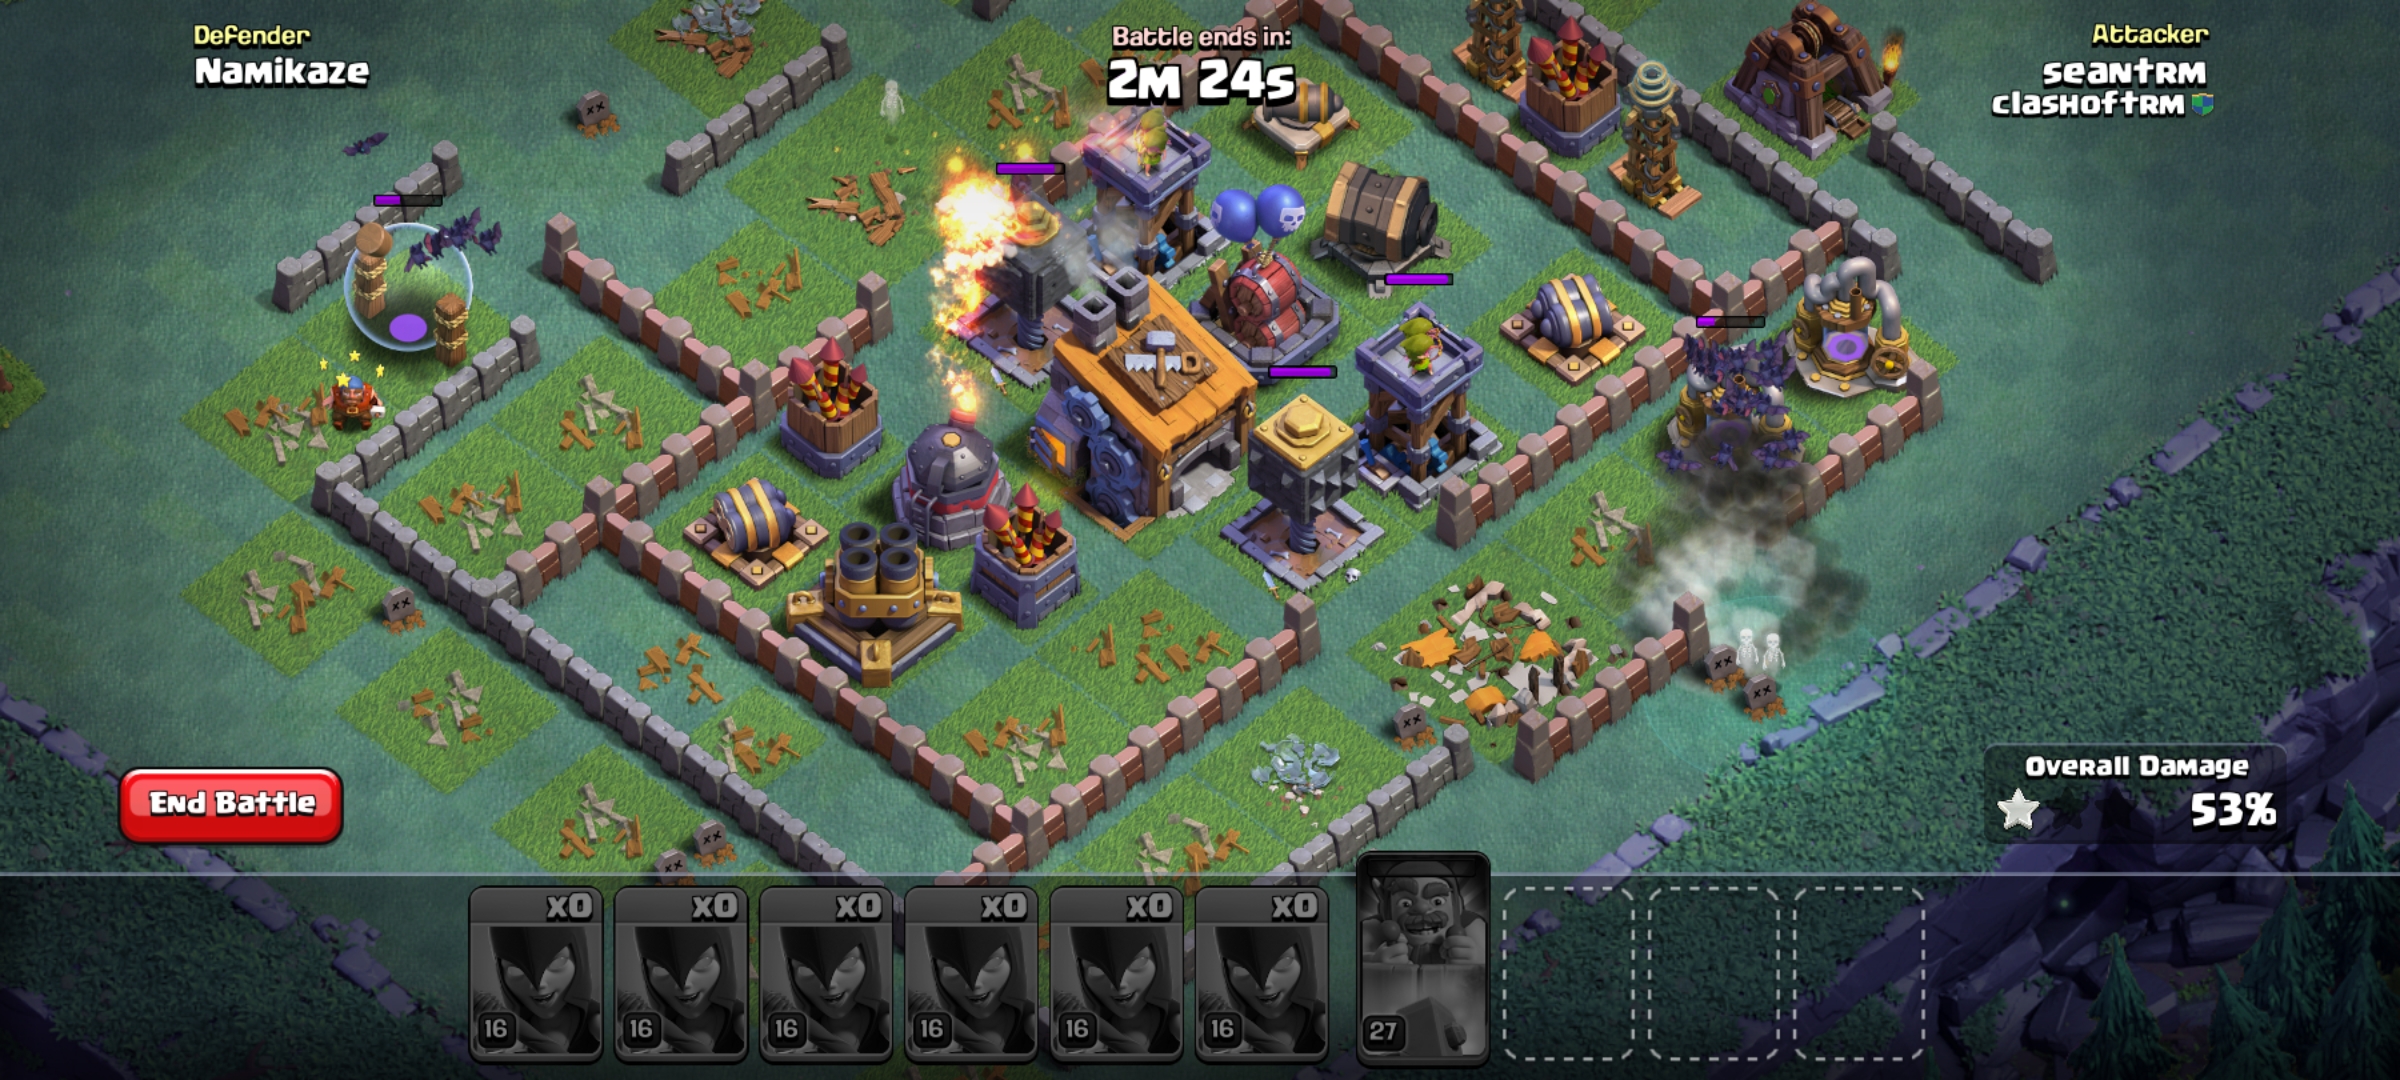 Defender
Namikaze
Battle ends in:
2M 24s
Attacker
seantRM
clashoftRM
End Battle
Overall Damage
53%
x0
x0
x0
x0
x0
x0
16
16
16
16
16
16
27